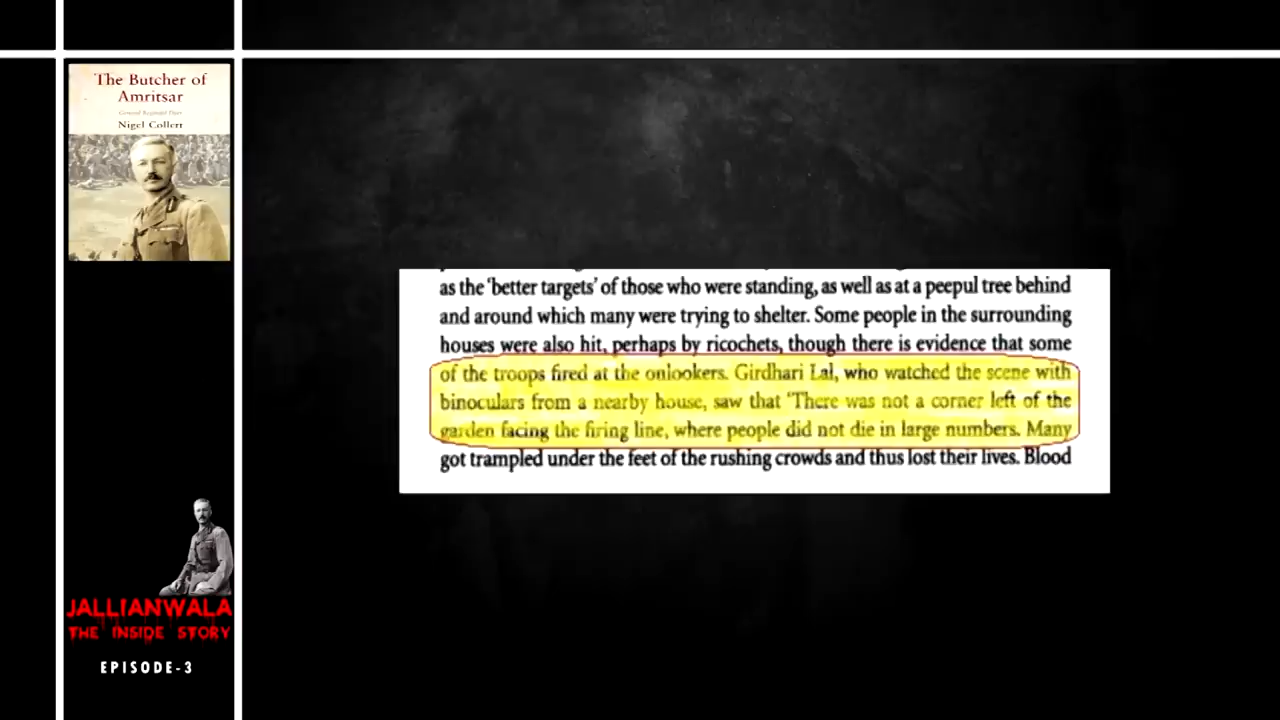 The Butcher of
Amritsar
General Reginald Dyer
Nigel Collett
as the 'better targets' of those who were standing, as well as at a peepul tree behind
and around which many were trying to shelter. Some people in the surrounding
houses were also hit, perhaps by ricochets, though there is evidence that some
of the troops fired at the onlookers. Girdhari Lal, who watched the scene with
binoculars from a nearby house, saw that 'There was not a corner left of the
garden facing the firing line, where people did not die in large numbers. Many
got trampled under the feet of the rushing crowds and thus lost their lives. Blood
JALLIANWALA
THE INSIDE STORY
EPISODE-3